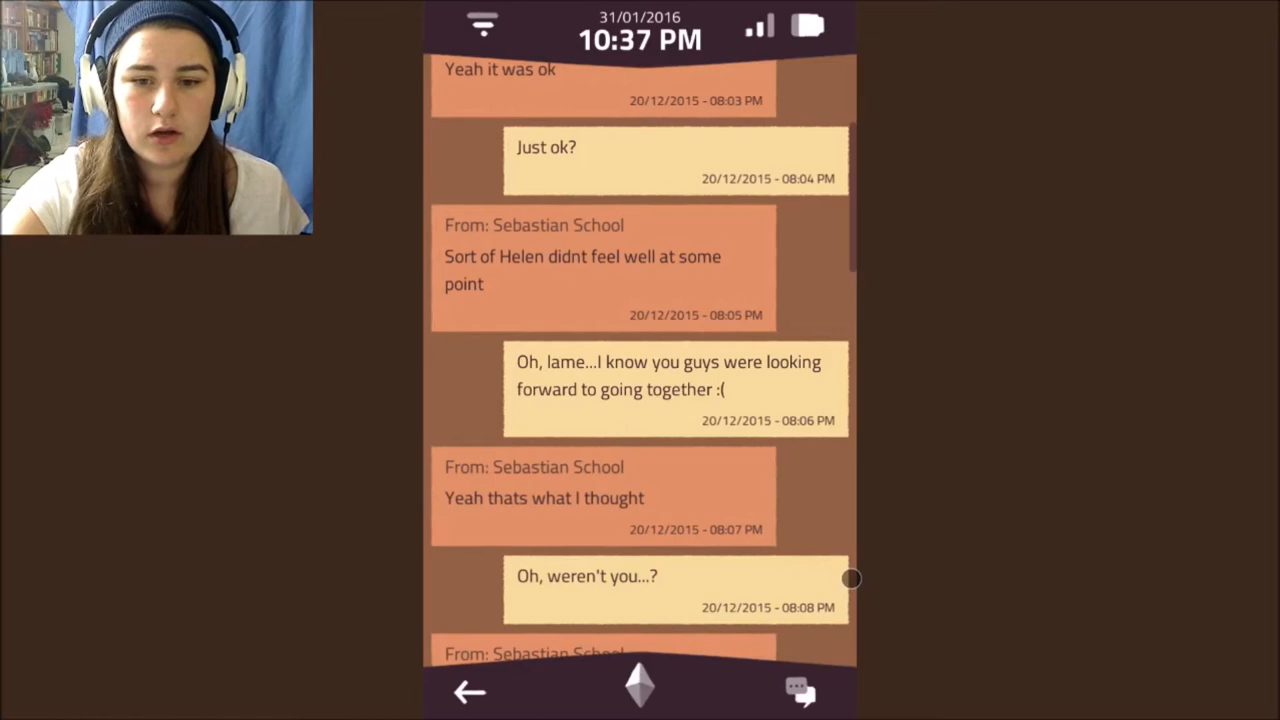 31/01/2016
10:37 PM
Yeah it was ok
20/12/2015 - 08:03 PM
Just ok?
20/12/2015 - 08:04 PM
From: Sebastian School
Sort of Helen didnt feel well at some
point
20/12/2015 - 08:05 PM
Oh, lame...I know you guys were looking
forward to going together :(
20/12/2015 - 08:06 PM
From: Sebastian School
Yeah thats what I thought
20/12/2015 - 08:07 PM
Oh, weren't you...?
20/12/2015 - 08:08 PM
From: Sebastian School